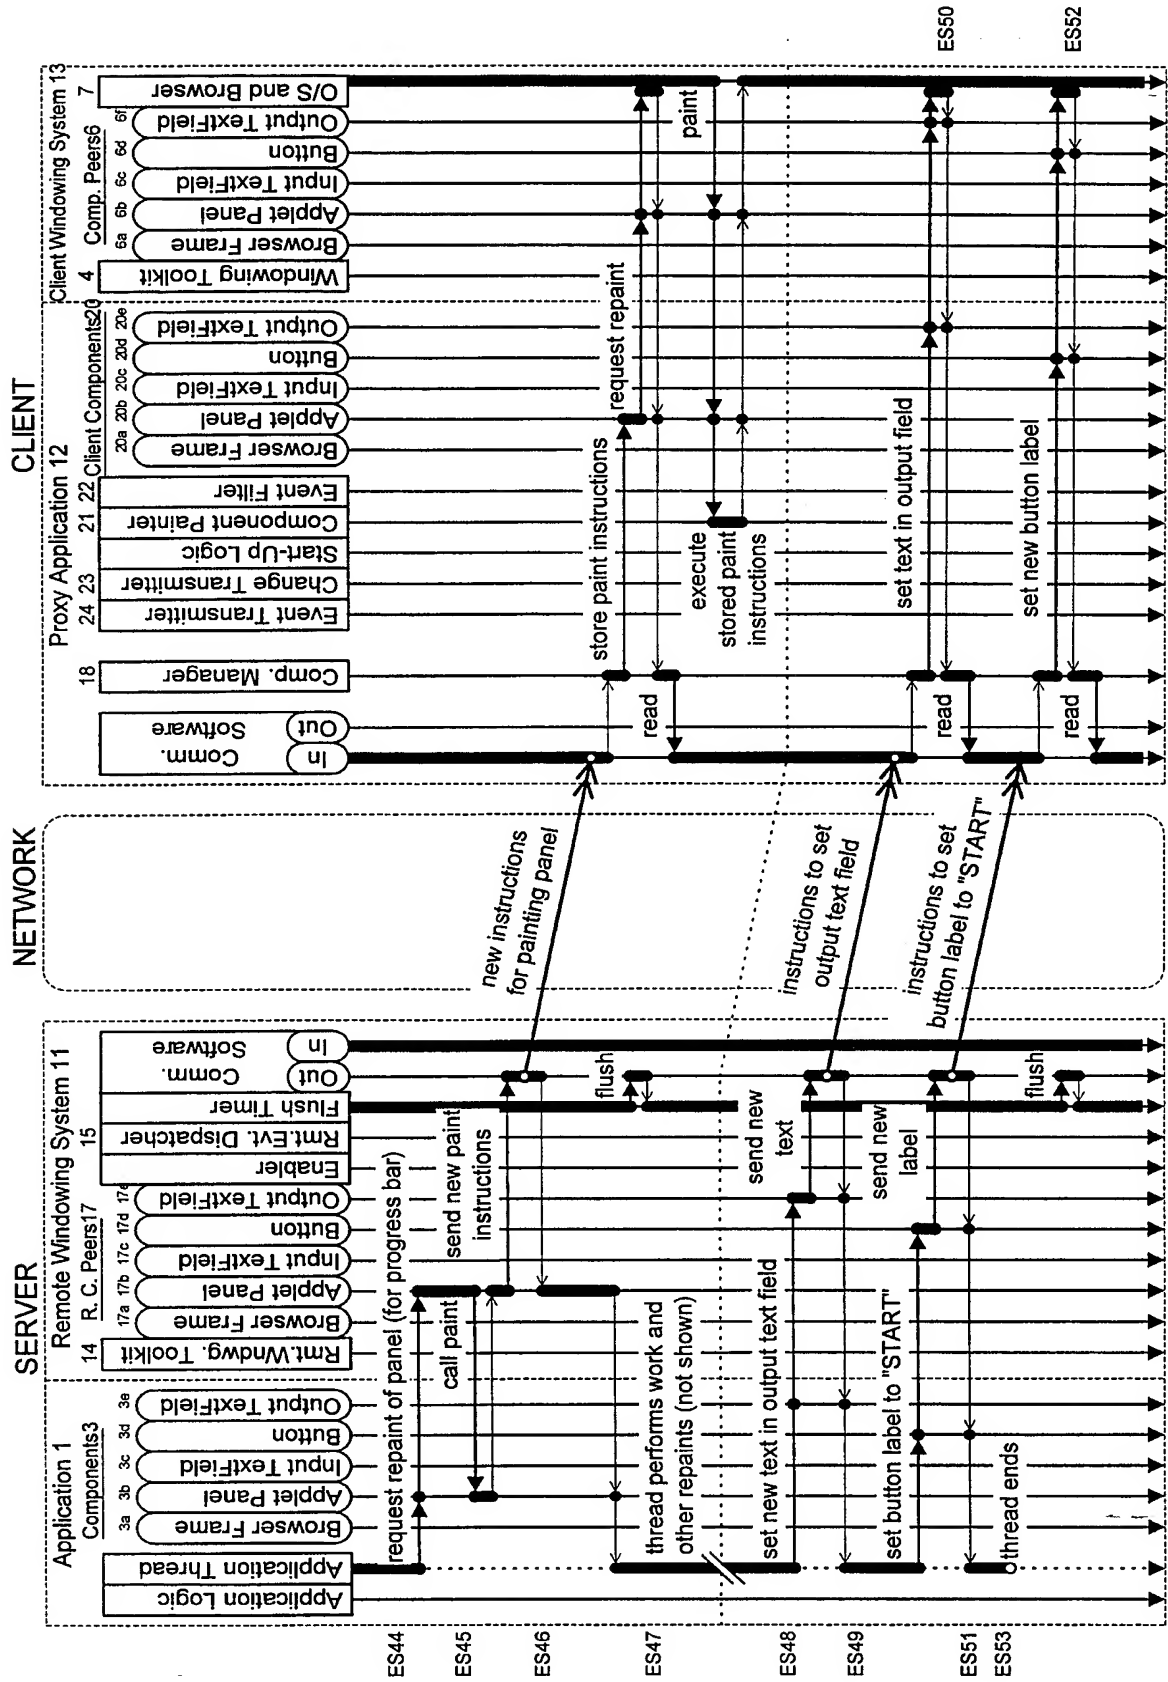 SERVER
NETWORK
CLIENT
Application 1
Components3
3a
3b
3c
3d
3e
Application Logic
Application Thread
Browser Frame
Applet Panel
Input TextField
Button
Output TextField
Remote Windowing System 11
14
R. C. Peers17
17a
17b
17c
17d
17e
15
Rmt.Wndwg. Toolkit
Browser Frame
Applet Panel
Input TextField
Button
Output TextField
Enabler
Rmt.Evt. Dispatcher
Flush Timer
Comm.
Software
Out
In
Comm.
Software
In
Out
Proxy Application 12
18
24
23
21
22
Client Components20
20a
20b
20c
20d
20e
Comp. Manager
Event Transmitter
Change Transmitter
Start-Up Logic
Component Painter
Event Filter
Browser Frame
Applet Panel
Input TextField
Button
Output TextField
Client Windowing System 13
4
Comp. Peers6
6a
6b
6c
6d
6f
7
Windowing Toolkit
Browser Frame
Applet Panel
Input TextField
Button
Output TextField
O/S and Browser
ES44
request repaint of panel (for progress bar)
ES45
call paint
send new paint
instructions
ES46
new instructions
for painting panel
store paint instructions
request repaint
flush
read
ES47
thread performs work and
other repaints (not shown)
paint
execute
stored paint
instructions
ES48
set new text in output text field
send new
text
ES49
instructions to set
output text field
set text in output field
read
ES50
set button label to "START"
send new
label
ES51
instructions to set
button label to "START"
set new button label
read
ES52
ES53
thread ends
flush